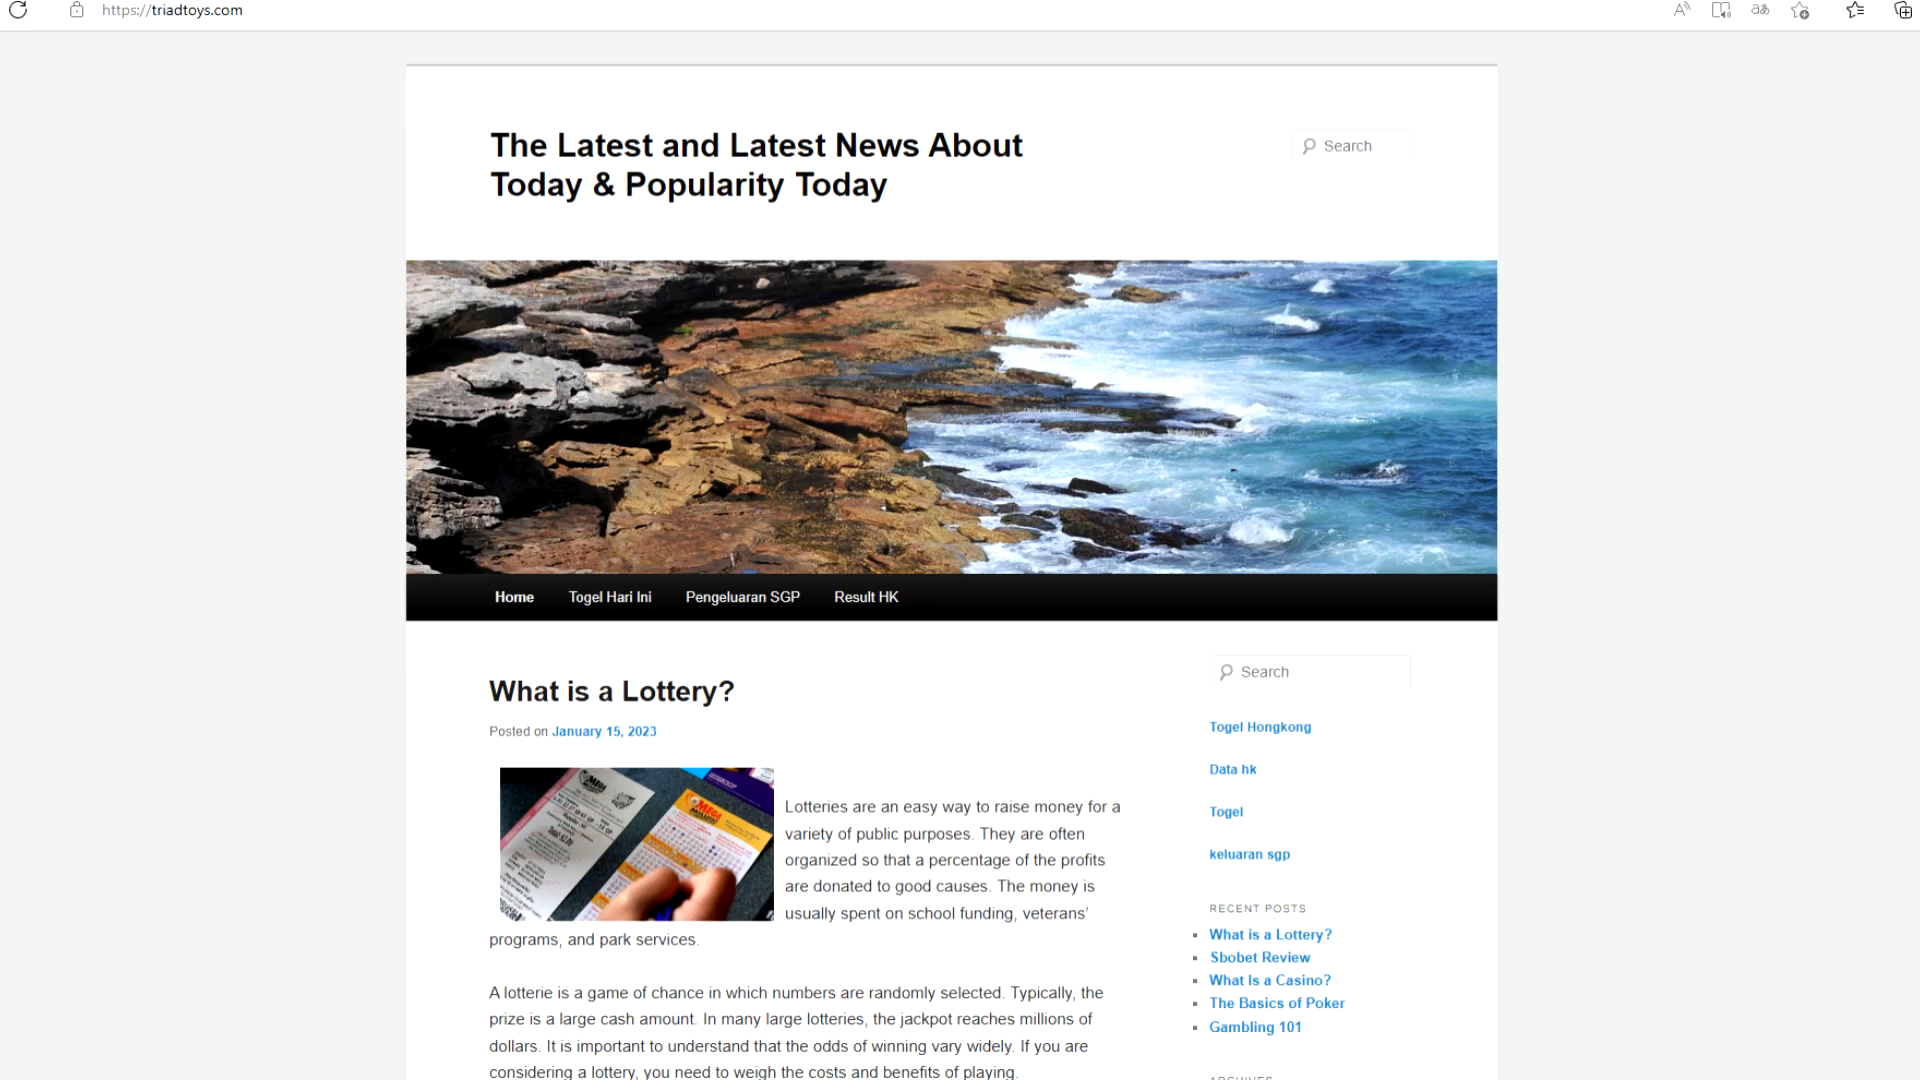 https://triadtoys.com
The Latest and Latest News About
Today & Popularity Today
Search
Home
Togel Hari Ini
Pengeluaran SGP
Result HK
What is a Lottery?
Posted on January 15, 2023
Lotteries are an easy way to raise money for a
variety of public purposes. They are often
organized so that a percentage of the profits
are donated to good causes. The money is
usually spent on school funding, veterans’
programs, and park services.
A lotterie is a game of chance in which numbers are randomly selected. Typically, the
prize is a large cash amount. In many large lotteries, the jackpot reaches millions of
dollars. It is important to understand that the odds of winning vary widely. If you are
considering a lottery, you need to weigh the costs and benefits of playing.
Search
Togel Hongkong
Data hk
Togel
keluaran sgp
RECENT POSTS
What is a Lottery?
Sbobet Review
What Is a Casino?
The Basics of Poker
Gambling 101
ARCHIVES